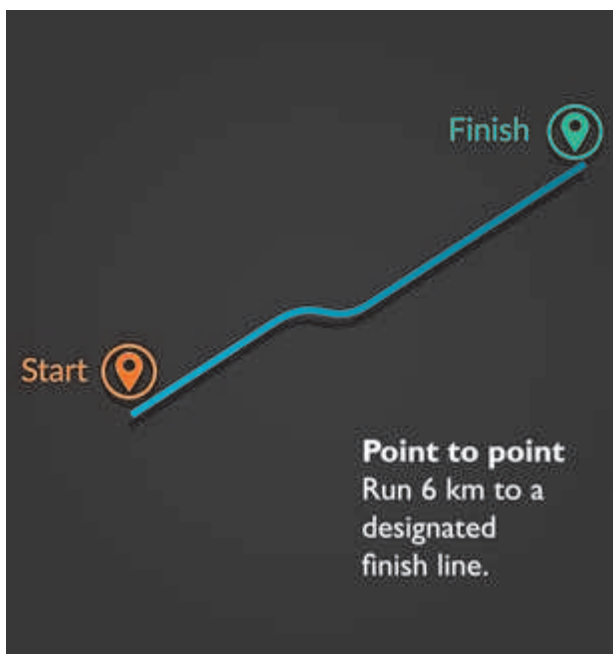 Finish
Start
Point to point
Run 6 km to a
designated
finish line.